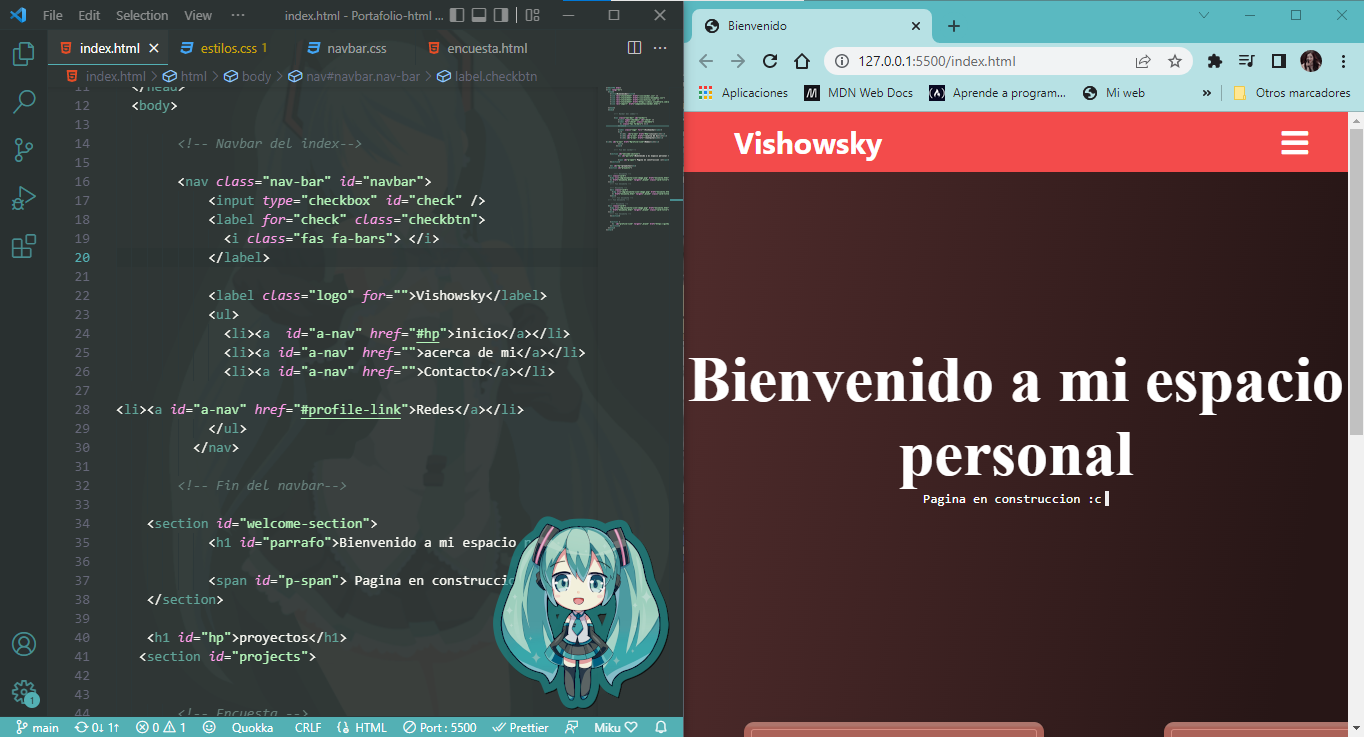 File Edit Selection View ··· index.html - Portafolio-html ...
index.html estilos.css 1 navbar.css encuesta.html ···
index.html > html > body > nav#navbar.nav-bar > label.checkbtn
11 </head>
12 <body>
13
14 <!-- Navbar del index-->
15
16 <nav class="nav-bar" id="navbar">
17 <input type="checkbox" id="check" />
18 <label for="check" class="checkbtn">
19 <i class="fas fa-bars"> </i>
20 </label>
21
22 <label class="logo" for="">Vishowsky</label>
23 <ul>
24 <li><a  id="a-nav" href="#hp">inicio</a></li>
25 <li><a id="a-nav" href="">acerca de mi</a></li>
26 <li><a id="a-nav" href="">Contacto</a></li>
27
28 <li><a id="a-nav" href="#profile-link">Redes</a></li>
29 </ul>
30 </nav>
31
32 <!-- Fin del navbar-->
33
34 <section id="welcome-section">
35 <h1 id="parrafo">Bienvenido a mi espacio
36
37 <span id="p-span"> Pagina en construcci
38 </section>
39
40 <h1 id="hp">proyectos</h1>
41 <section id="projects">
42
43
44 <!-- Encuesta -->
1
main 0↓ 1↑ 0 1 Quokka CRLF HTML Port : 5500 Prettier Miku
Bienvenido
127.0.0.1:5500/index.html
Aplicaciones MDN Web Docs Aprende a program... Mi web » Otros marcadores
Vishowsky
Bienvenido a mi espacio
personal
Pagina en construccion :c